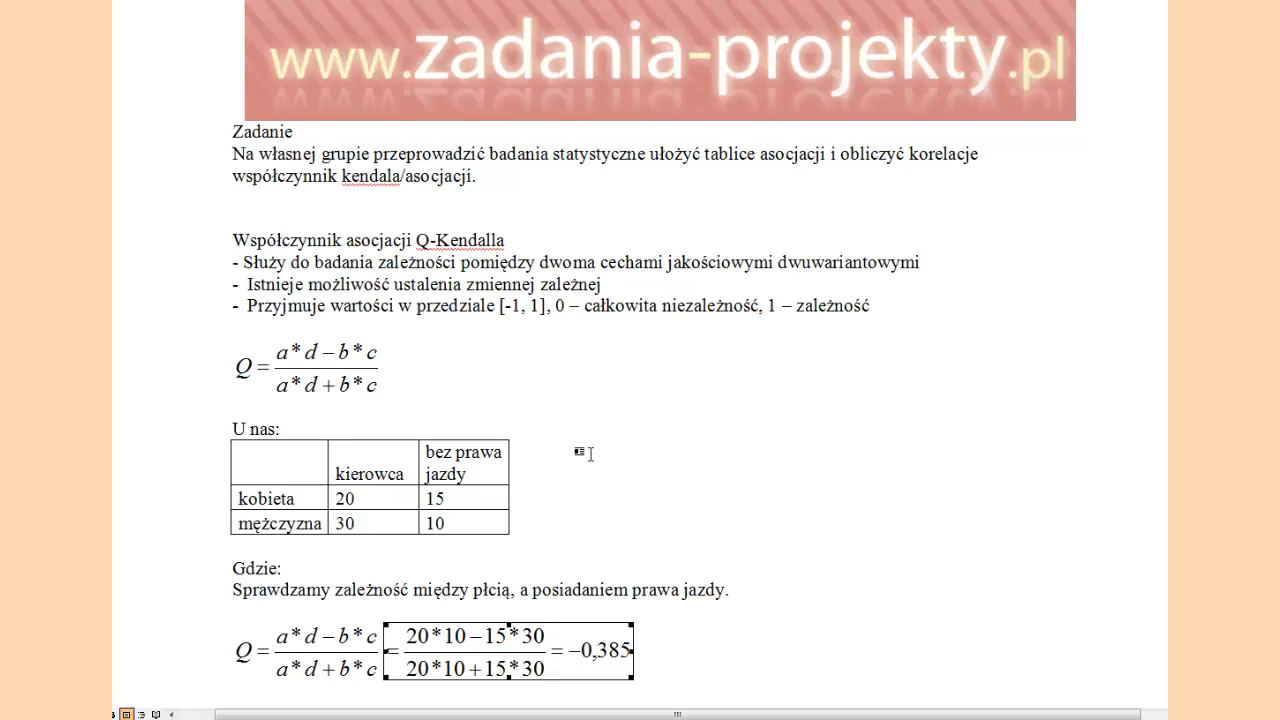 www.zadania-projekty.pl
Zadanie
Na własnej grupie przeprowadzić badania statystyczne ułożyć tablice asocjacji i obliczyć korelacje
współczynnik kendala/asocjacji.
Współczynnik asocjacji Q-Kendalla
- Służy do badania zależności pomiędzy dwoma cechami jakościowymi dwuwariantowymi
- Istnieje możliwość ustalenia zmiennej zależnej
- Przyjmuje wartości w przedziale [-1, 1], 0 – całkowita niezależność, 1 – zależność
Q = (a * d − b * c) / (a * d + b * c)
U nas:
kierowca bez prawa jazdy
kobieta 20 15
mężczyzna 30 10
Gdzie:
Sprawdzamy zależność między płcią, a posiadaniem prawa jazdy.
Q = (a * d − b * c) / (a * d + b * c) = (20 * 10 − 15 * 30) / (20 * 10 + 15 * 30) = −0,385